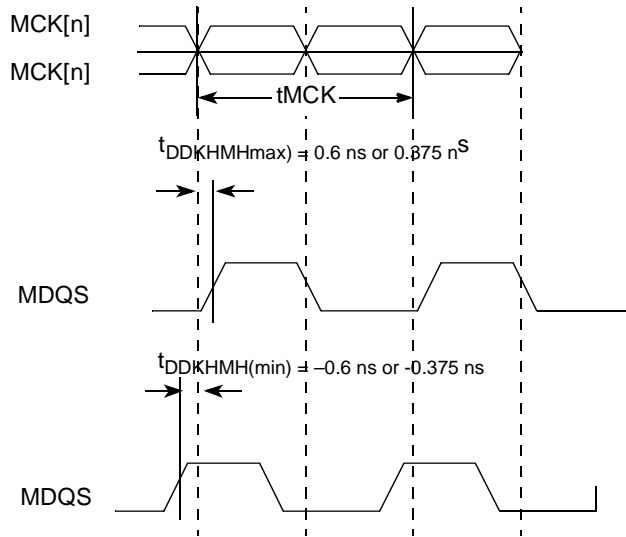 MCK[n]
MCK[n]
tMCK
tDDKHMHmax) = 0.6 ns or 0.375 ns
MDQS
tDDKHMH(min) = –0.6 ns or -0.375 ns
MDQS